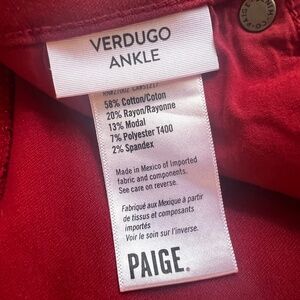 VERDUGO
ANKLE
58% Cotton/Coton
20% Rayon/Rayonne
13% Modal
7% Polyester T400
2% Spandex
Made in Mexico of Imported
fabric and components.
See care on reverse.
Fabriqué aux Mexique à partir
de tissus et composants
importés
Voir le soin sur l'inverse.
PAIGE.